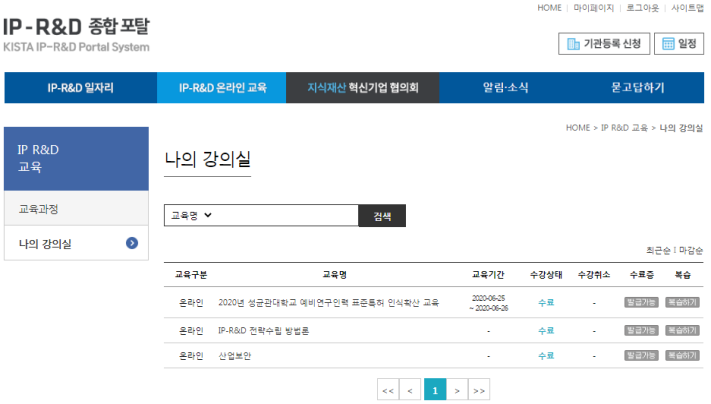 HOME | 마이페이지 | 로그아웃 | 사이트맵
IP-R&D 종합 포탈
KISTA IP-R&D Portal System
기관등록 신청 일정
IP-R&D 일자리 IP-R&D 온라인 교육 지식재산 혁신기업 협의회 알림·소식 묻고답하기
HOME > IP R&D 교육 > 나의 강의실
IP R&D
교육
교육과정
나의 강의실
나의 강의실
교육명 검색
최근순 | 마감순
교육구분 교육명 교육기간 수강상태 수강취소 수료증 복습
온라인 2020년 성균관대학교 예비연구인력 표준특허 인식확산 교육 2020-06-25 ~ 2020-06-26 수료 - 발급가능 복습하기
온라인 IP-R&D 전략수립 방법론 - 수료 - 발급가능 복습하기
온라인 산업보안 - 수료 - 발급가능 복습하기
<< < 1 > >>